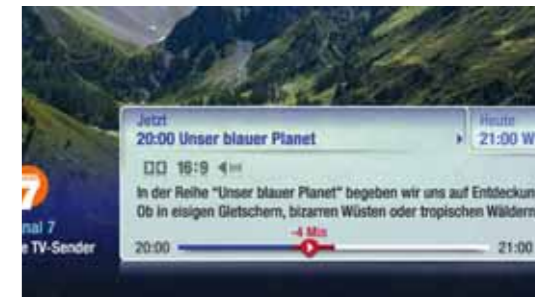 Jetzt
20:00 Unser blauer Planet
Heute
21:00 W
16:9
In der Reihe "Unser blauer Planet" begeben wir uns auf Entdeckun
Ob in eisigen Gletschern, bizarren Wüsten oder tropischen Wäldern
7
nal 7
e TV-Sender
-4 Min
20:00
21:00